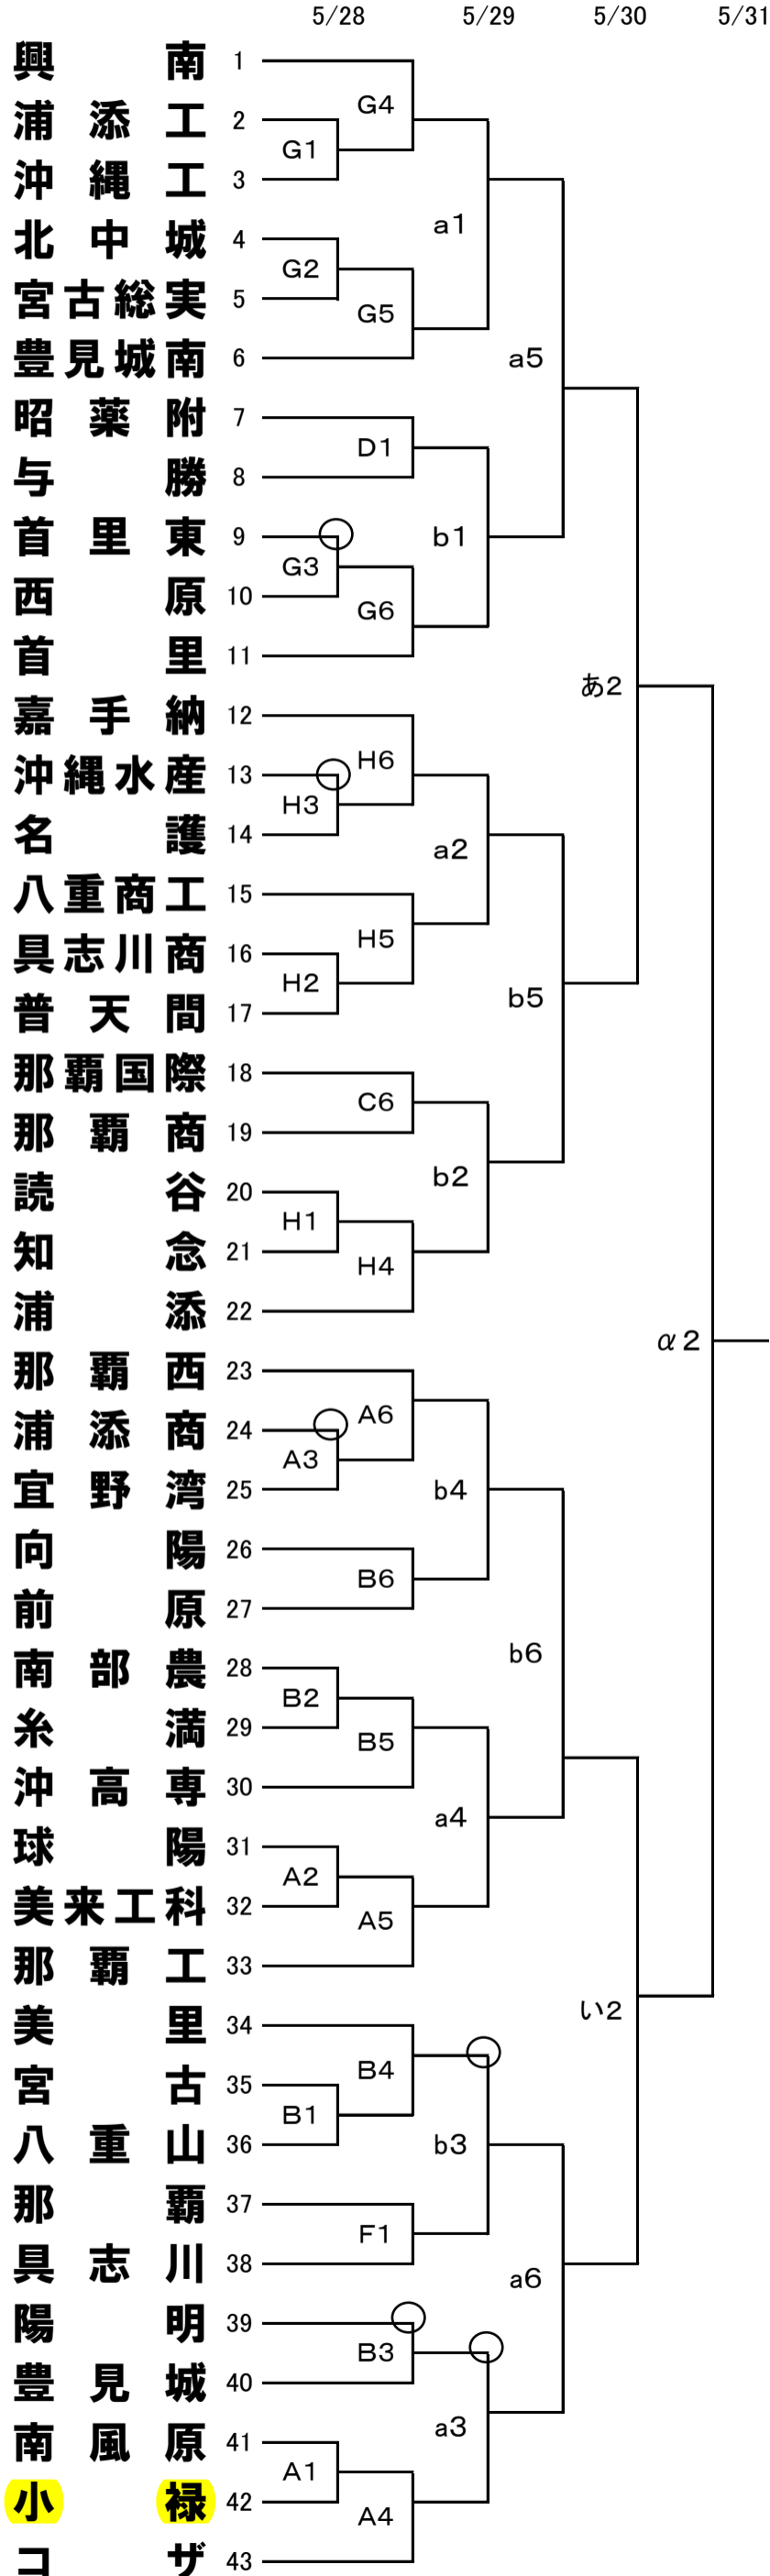 5/28 5/29 5/30 5/31
興南 1
G4
浦添工 2
G1
沖縄工 3
a1
北中城 4
G2
宮古総実 5
G5
豊見城南 6
a5
昭薬附 7
D1
与勝 8
首里東 9
b1
G3
西原 10
G6
首里 11
あ2
嘉手納 12
H6
沖縄水産 13
H3
名護 14
a2
八重商工 15
H5
具志川商 16
H2
b5
普天間 17
那覇国際 18
C6
那覇商 19
b2
読谷 20
H1
知念 21
H4
浦添 22
α2
那覇西 23
A6
浦添商 24
A3
宜野湾 25
b4
向陽 26
B6
前原 27
b6
南部農 28
B2
糸満 29
B5
沖高専 30
a4
球陽 31
A2
美来工科 32
A5
那覇工 33
い2
美里 34
B4
宮古 35
B1
八重山 36
b3
那覇 37
F1
具志川 38
a6
陽明 39
B3
豊見城 40
a3
南風原 41
A1
小禄 42
A4
コザ 43